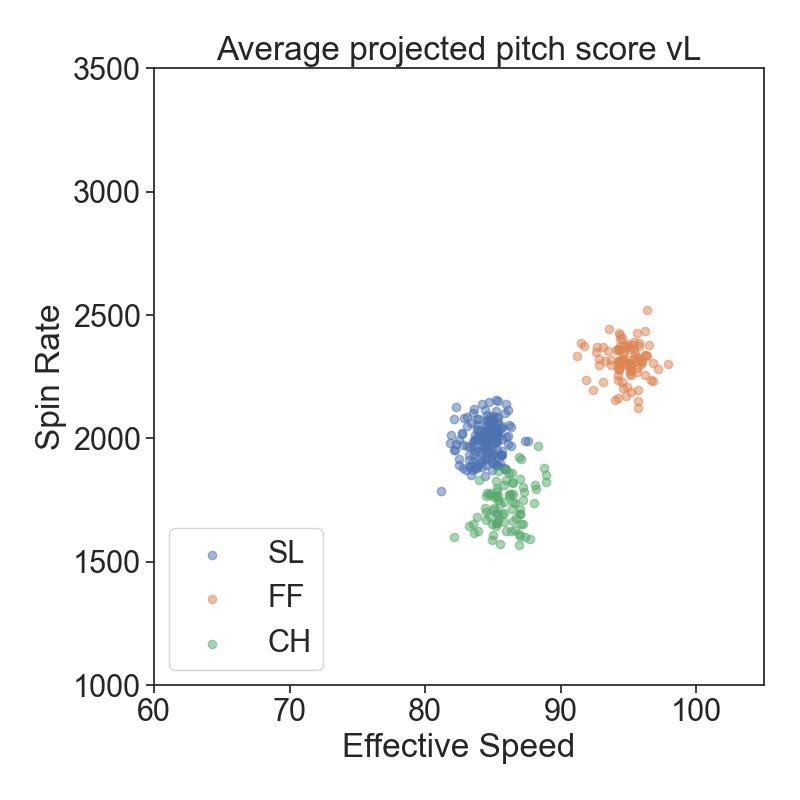 Average projected pitch score vL
3500
3000
2500
2000
1500
1000
Spin Rate
SL
FF
CH
60 70 80 90 100
Effective Speed